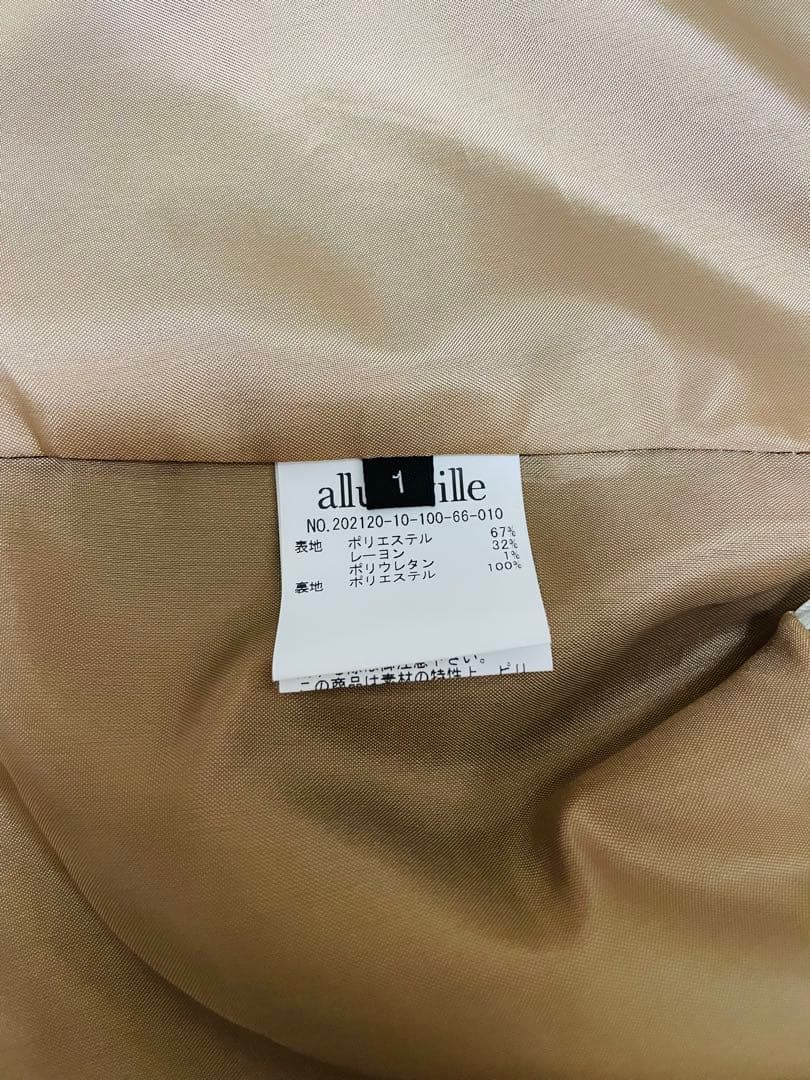 1
NO.202120-10-100-66-010
表地 ポリエステル 67%
レーヨン 32%
ポリウレタン 1%
裏地 ポリエステル 100%
この商品は素材の特性上、ピリ